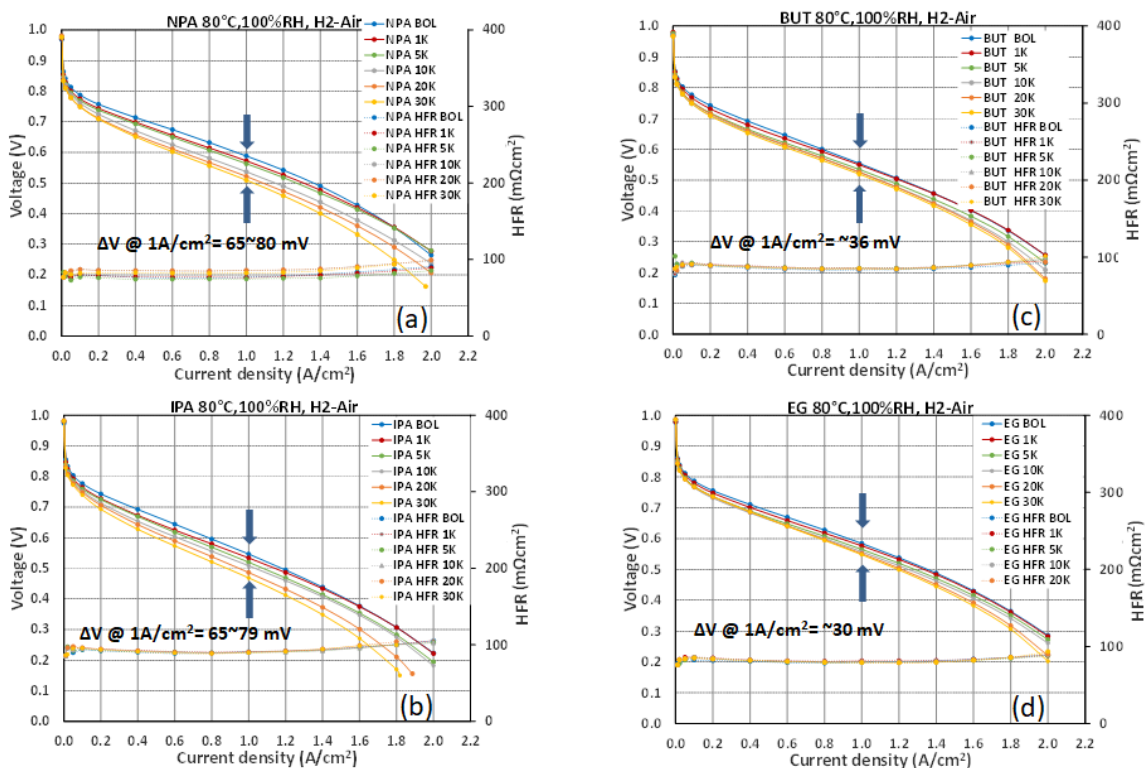 NPA 80°C,100%RH, H2-Air
1.0
0.9
0.8
0.7
0.6
0.5
0.4
0.3
0.2
0.1
0.0
Voltage (V)
400
300
200
100
0
HFR (mΩcm²)
NPA BOL
NPA 1K
NPA 5K
NPA 10K
NPA 20K
NPA 30K
NPA HFR BOL
NPA HFR 1K
NPA HFR 5K
NPA HFR 10K
NPA HFR 20K
NPA HFR 30K
ΔV @ 1A/cm²= 65~80 mV
(a)
0.0 0.2 0.4 0.6 0.8 1.0 1.2 1.4 1.6 1.8 2.0 2.2
Current density (A/cm²)
BUT 80°C,100%RH, H2-Air
1.0
0.9
0.8
0.7
0.6
0.5
0.4
0.3
0.2
0.1
0.0
Voltage (V)
400
300
200
100
0
HFR (mΩcm²)
BUT BOL
BUT 1K
BUT 5K
BUT 10K
BUT 20K
BUT 30K
BUT HFR BOL
BUT HFR 1K
BUT HFR 5K
BUT HFR 10K
BUT HFR 20K
BUT HFR 30K
ΔV @ 1A/cm²= ~36 mV
(c)
0.0 0.2 0.4 0.6 0.8 1.0 1.2 1.4 1.6 1.8 2.0 2.2
Current density (A/cm²)
IPA 80°C,100%RH, H2-Air
1.0
0.9
0.8
0.7
0.6
0.5
0.4
0.3
0.2
0.1
0.0
Voltage (V)
400
300
200
100
0
HFR (mΩcm²)
IPA BOL
IPA 1K
IPA 5K
IPA 10K
IPA 20K
IPA 30K
IPA HFR BOL
IPA HFR 1K
IPA HFR 5K
IPA HFR 10K
IPA HFR 20K
IPA HFR 30K
ΔV @ 1A/cm²= 65~79 mV
(b)
0.0 0.2 0.4 0.6 0.8 1.0 1.2 1.4 1.6 1.8 2.0 2.2
Current density (A/cm²)
EG 80°C,100%RH, H2-Air
1.0
0.9
0.8
0.7
0.6
0.5
0.4
0.3
0.2
0.1
0.0
Voltage (V)
400
300
200
100
0
HFR (mΩcm²)
EG BOL
EG 1K
EG 5K
EG 10K
EG 20K
EG 30K
EG HFR BOL
EG HFR 1K
EG HFR 5K
EG HFR 10K
EG HFR 20K
ΔV @ 1A/cm²= ~30 mV
(d)
0.0 0.2 0.4 0.6 0.8 1.0 1.2 1.4 1.6 1.8 2.0 2.2
Current density (A/cm²)